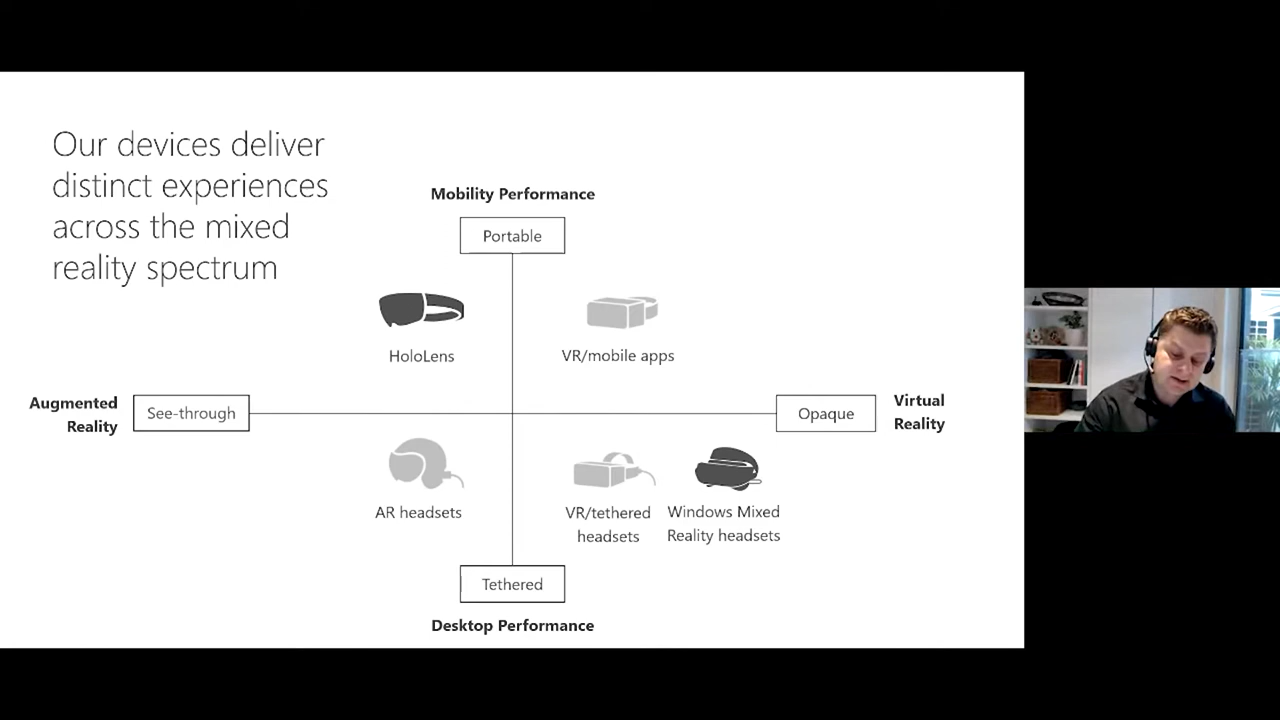 Our devices deliver
distinct experiences
across the mixed
reality spectrum
Mobility Performance
Portable
HoloLens
VR/mobile apps
Augmented
Reality
See-through
Opaque
Virtual
Reality
AR headsets
VR/tethered
headsets
Windows Mixed
Reality headsets
Tethered
Desktop Performance